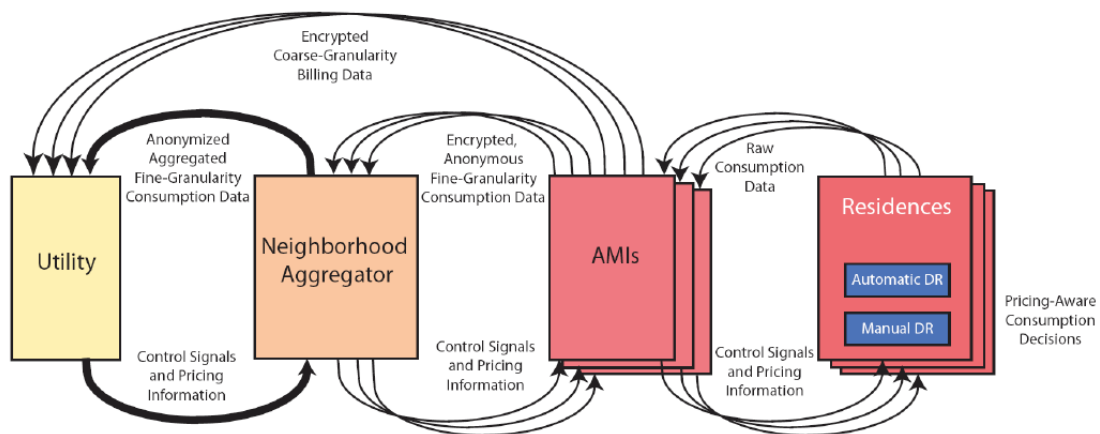 Encrypted
Coarse-Granularity
Billing Data
Anonymized
Aggregated
Fine-Granularity
Consumption Data
Encrypted,
Anonymous
Fine-Granularity
Consumption Data
Raw
Consumption
Data
Utility
Neighborhood
Aggregator
AMIs
Residences
Automatic DR
Manual DR
Pricing-Aware
Consumption
Decisions
Control Signals
and Pricing
Information
Control Signals and Pricing
Information
Control Signals
and Pricing
Information